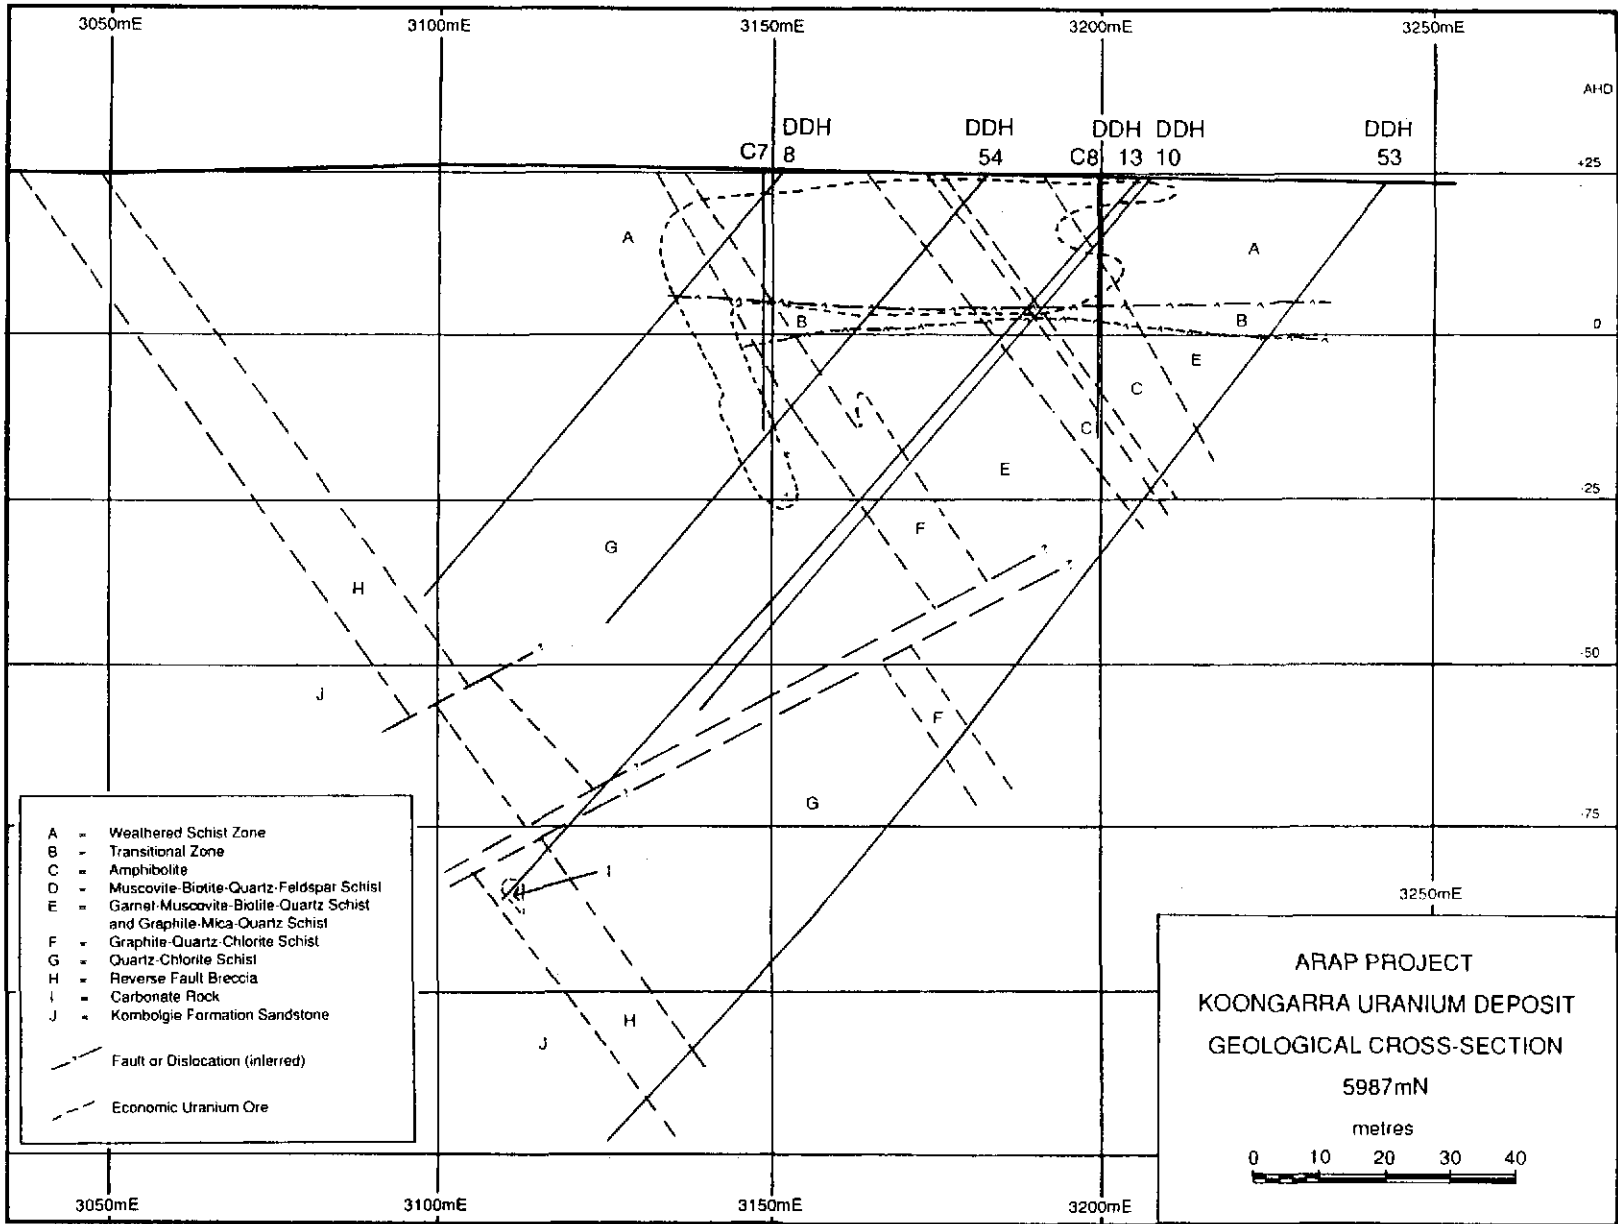 3050mE 3100mE 3150mE 3200mE 3250mE
AHD
DDH DDH DDH DDH DDH
C7 8 54 C8 13 10 53
+25
A A
B B
0
E
C
C
-25
E
F
G
H
-50
J
F
G
-75
I
3250mE
H
J
A = Weathered Schist Zone
B = Transitional Zone
C = Amphibolite
D = Muscovite-Biotite-Quartz-Feldspar Schist
E = Garnet-Muscovite-Biotite-Quartz Schist
and Graphite-Mica-Quartz Schist
F = Graphite-Quartz-Chlorite Schist
G = Quartz-Chlorite Schist
H = Reverse Fault Breccia
I = Carbonate Rock
J = Kombolgie Formation Sandstone
Fault or Dislocation (inferred)
Economic Uranium Ore
ARAP PROJECT
KOONGARRA URANIUM DEPOSIT
GEOLOGICAL CROSS-SECTION
5987mN
metres
0 10 20 30 40
3050mE 3100mE 3150mE 3200mE